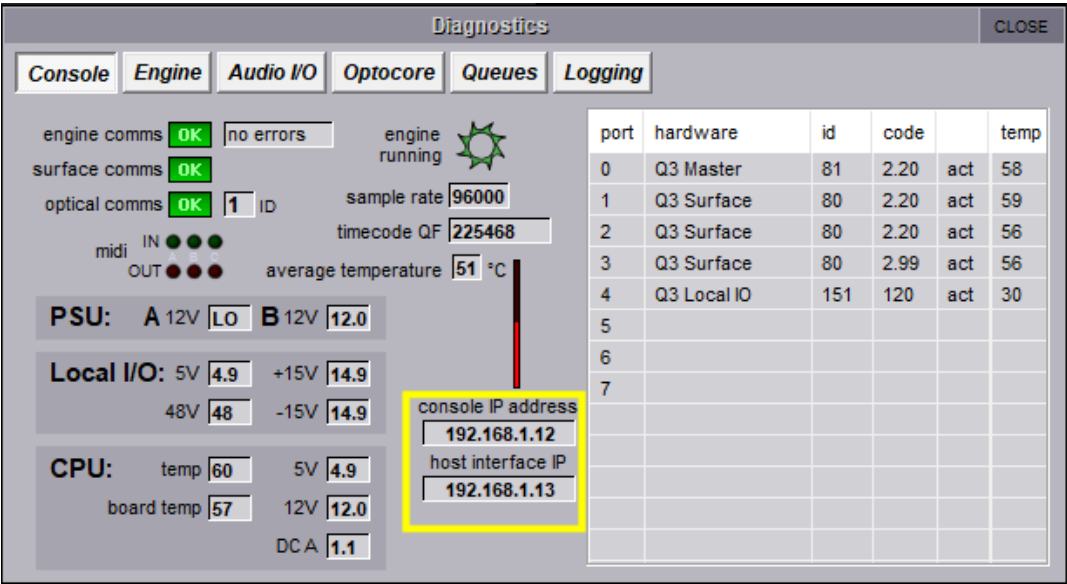 Diagnostics CLOSE
Console Engine Audio I/O Optocore Queues Logging
engine comms OK no errors
surface comms OK
optical comms OK 1 ID
midi IN
A B C
OUT
engine running
sample rate 96000
timecode QF 225468
average temperature 51 °C
PSU: A 12V LO B 12V 12.0
Local I/O: 5V 4.9 +15V 14.9
48V 48 -15V 14.9
CPU: temp 60 5V 4.9
board temp 57 12V 12.0
DC A 1.1
console IP address
192.168.1.12
host interface IP
192.168.1.13
port hardware id code temp
0 Q3 Master 81 2.20 act 58
1 Q3 Surface 80 2.20 act 59
2 Q3 Surface 80 2.20 act 56
3 Q3 Surface 80 2.99 act 56
4 Q3 Local IO 151 120 act 30
5
6
7